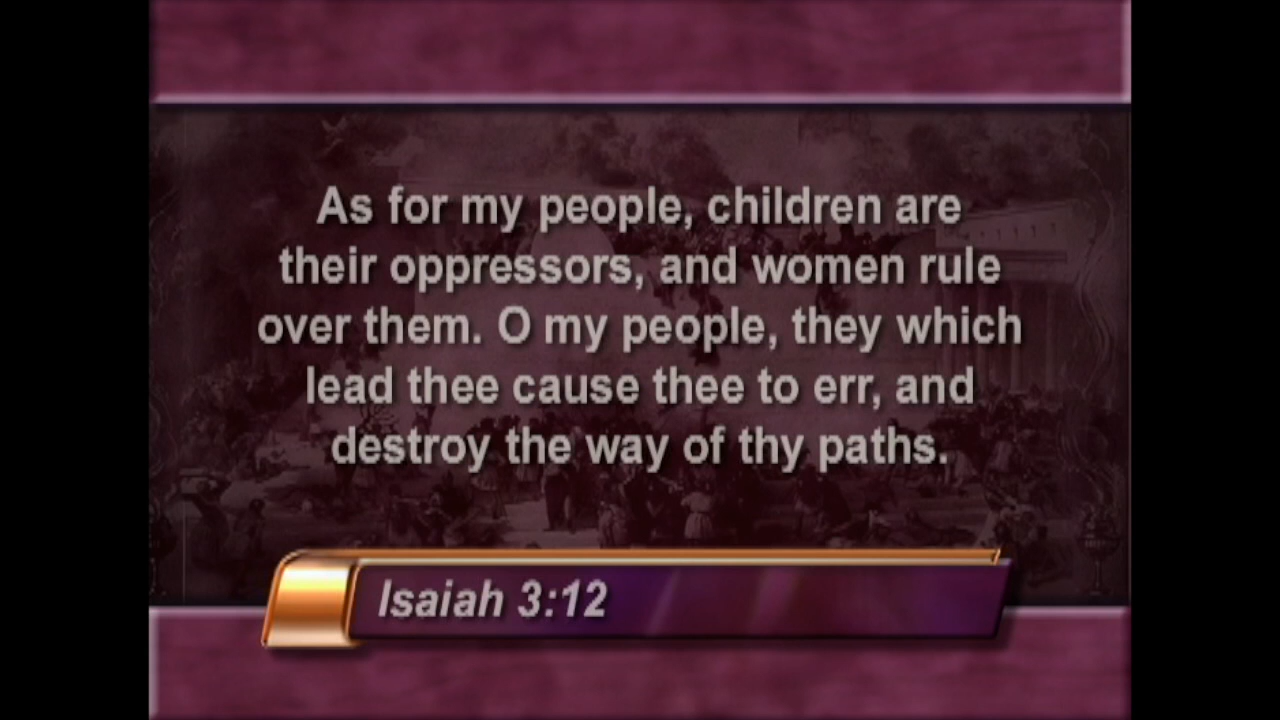 As for my people, children are
their oppressors, and women rule
over them. O my people, they which
lead thee cause thee to err, and
destroy the way of thy paths.
Isaiah 3:12